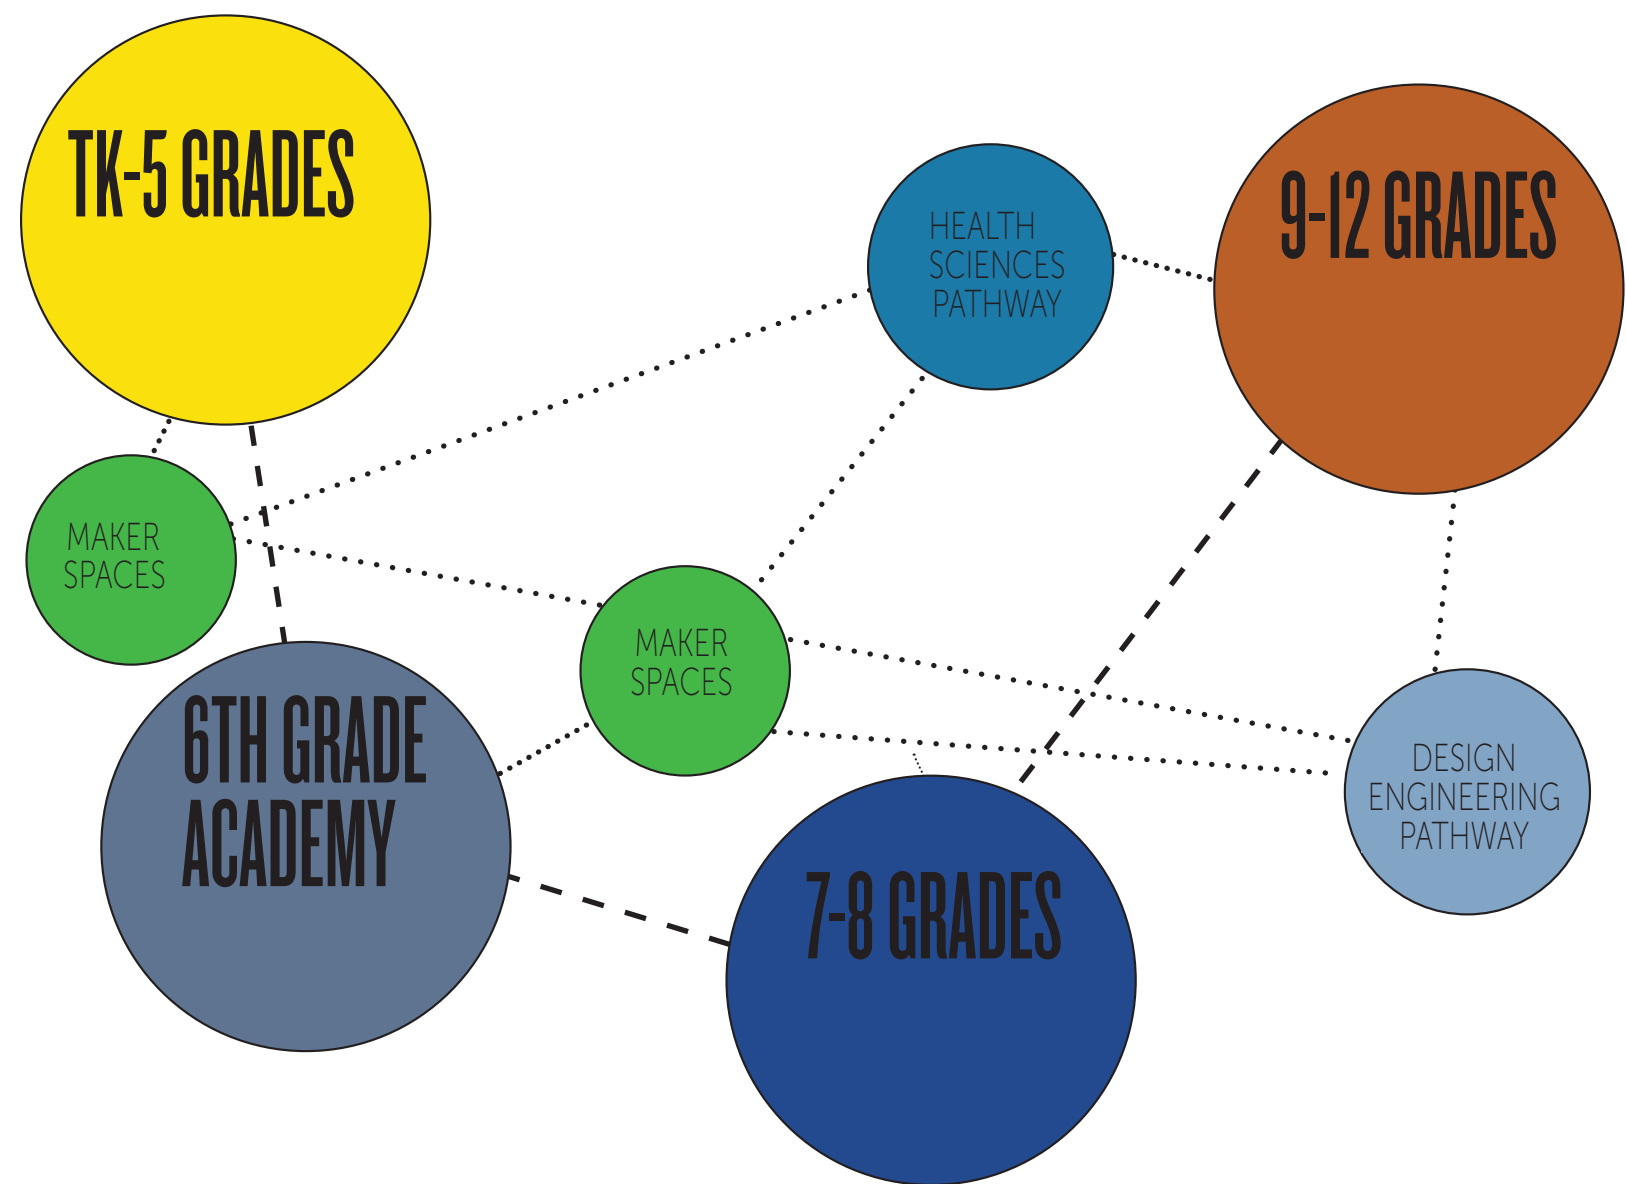 TK-5 GRADES
HEALTH
SCIENCES
PATHWAY
9-12 GRADES
MAKER
SPACES
MAKER
SPACES
6TH GRADE
ACADEMY
DESIGN
ENGINEERING
PATHWAY
7-8 GRADES